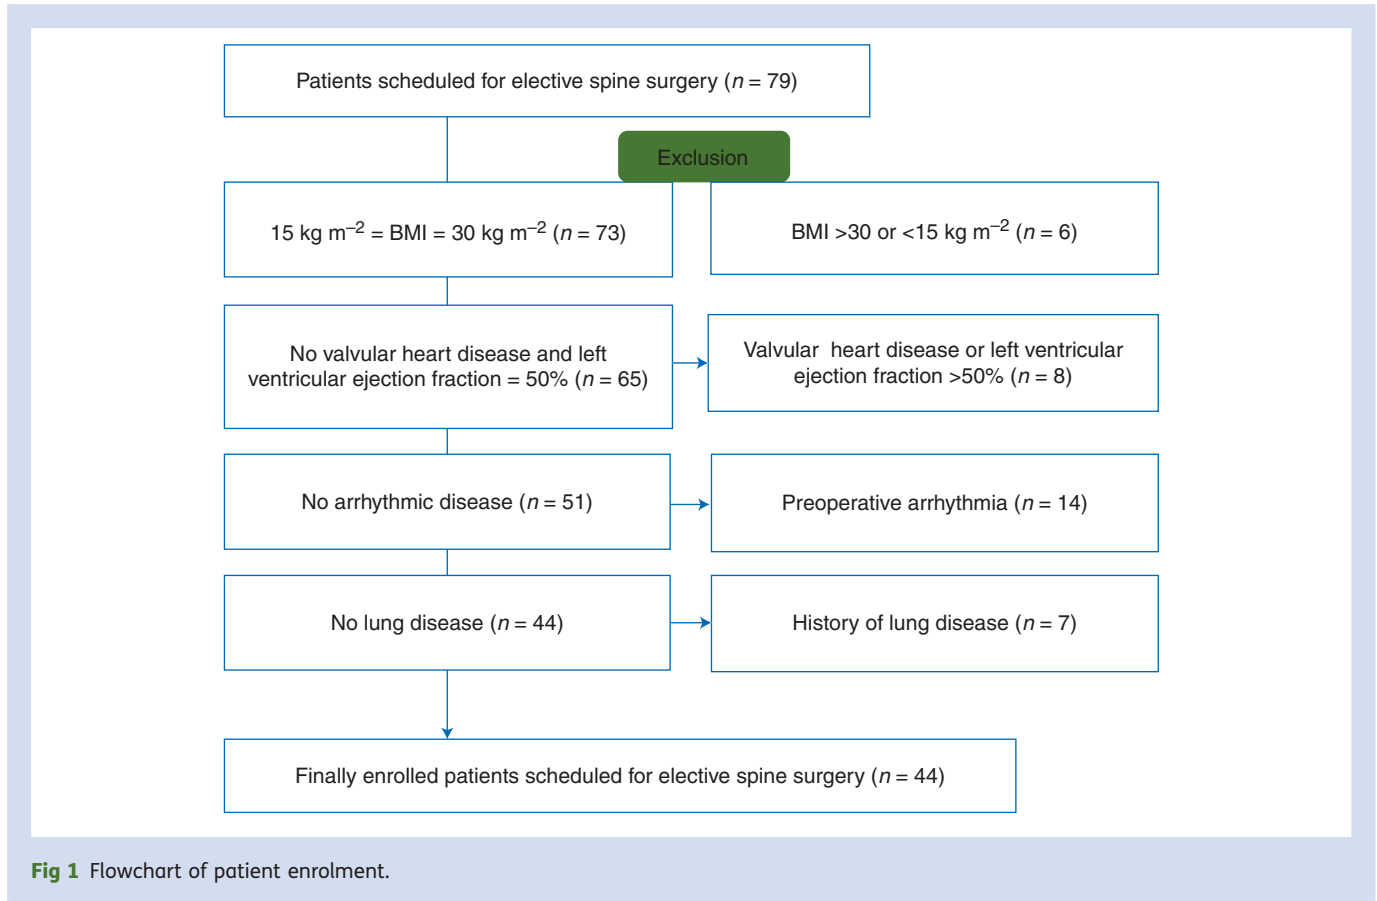 Patients scheduled for elective spine surgery (n = 79)
Exclusion
15 kg m⁻² = BMI = 30 kg m⁻² (n = 73)
BMI >30 or <15 kg m⁻² (n = 6)
No valvular heart disease and left
ventricular ejection fraction = 50% (n = 65)
Valvular heart disease or left ventricular
ejection fraction >50% (n = 8)
No arrhythmic disease (n = 51)
Preoperative arrhythmia (n = 14)
No lung disease (n = 44)
History of lung disease (n = 7)
Finally enrolled patients scheduled for elective spine surgery (n = 44)
Fig 1 Flowchart of patient enrolment.